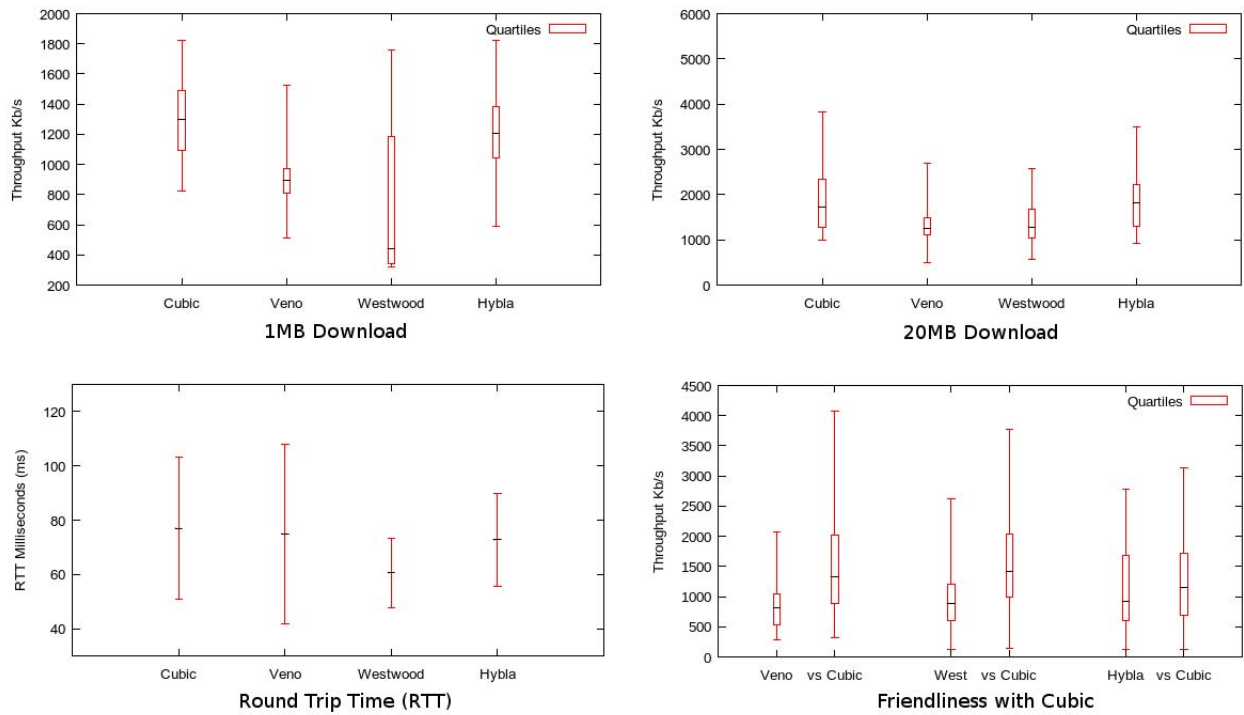 2000
1800
1600
1400
1200
1000
800
600
400
200
Throughput Kb/s
Quartiles
Cubic Veno Westwood Hybla
1MB Download
6000
5000
4000
3000
2000
1000
0
Throughput Kb/s
Quartiles
Cubic Veno Westwood Hybla
20MB Download
120
100
80
60
40
RTT Milliseconds (ms)
Cubic Veno Westwood Hybla
Round Trip Time (RTT)
4500
4000
3500
3000
2500
2000
1500
1000
500
0
Throughput Kb/s
Quartiles
Veno vs Cubic West vs Cubic Hybla vs Cubic
Friendliness with Cubic